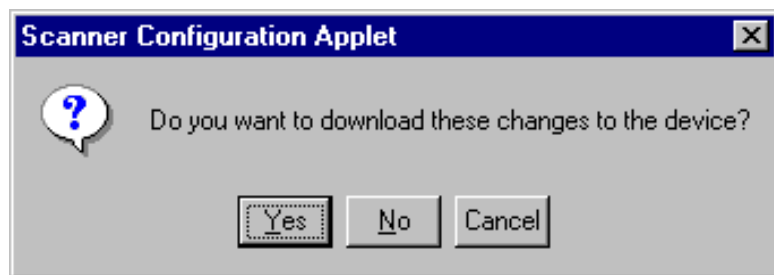 Scanner Configuration Applet
?
Do you want to download these changes to the device?
Yes No Cancel